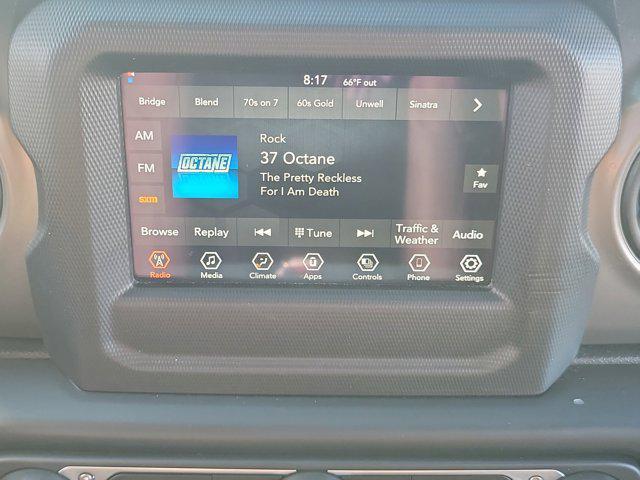 8:17 66°F out
Bridge Blend 70s on 7 60s Gold Unwell Sinatra
AM
FM
sxm
OCTANE
Rock
37 Octane
The Pretty Reckless
For I Am Death
Fav
Browse Replay Tune Traffic & Weather Audio
Radio Media Climate Apps Controls Phone Settings